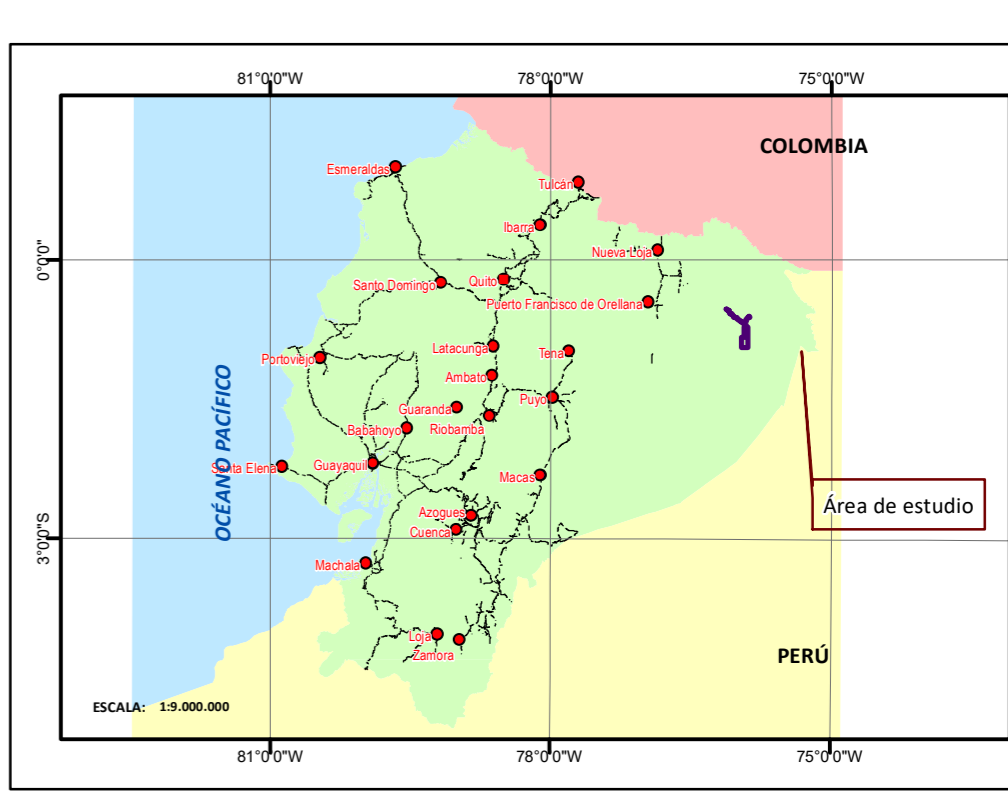 81°0'0"W
78°0'0"W
75°0'0"W
COLOMBIA
Esmeraldas
Tulcán
Ibarra
Nueva Loja
0°0'0"
Santo Domingo
Quito
Puerto Francisco de Orellana
Latacunga
Tena
Portoviejo
Ambato
Puyo
Guaranda
Riobamba
Babahoyo
Guayaquil
Santa Elena
OCÉANO PACÍFICO
Macas
Área de estudio
Azogues
Cuenca
3°0'0"S
Machala
Loja
Zamora
PERÚ
ESCALA: 1:9.000.000
81°0'0"W
78°0'0"W
75°0'0"W